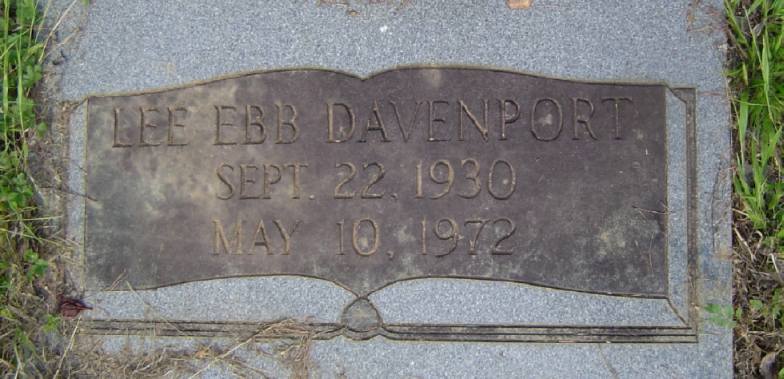 LEE EBB DAVENPORT
SEPT. 22, 1930
MAY 10, 1972